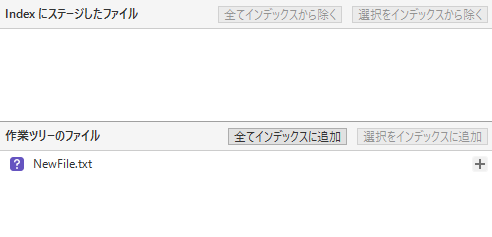 Index にステージしたファイル 全てインデックスから除く 選択をインデックスから除く
作業ツリーのファイル 全てインデックスに追加 選択をインデックスに追加
? NewFile.txt +